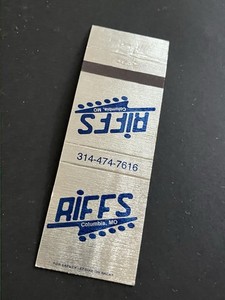 RIFFS
Columbia, MO
314-474-7616
RIFFS
Columbia, MO